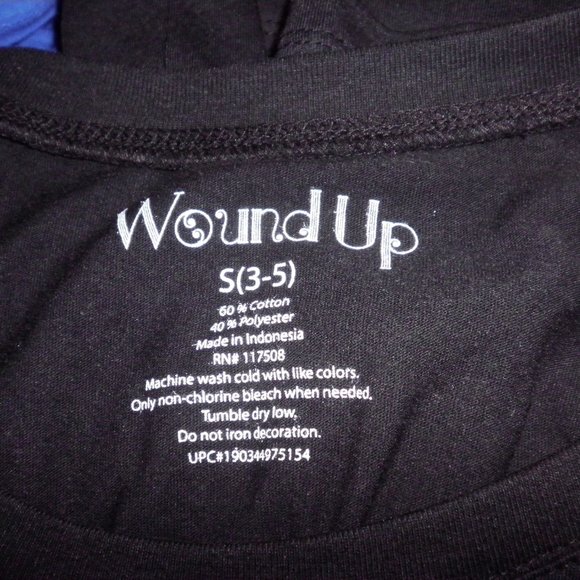 Wound Up
S(3-5)
60 % Cotton
40 % Polyester
Made in Indonesia
RN# 117508
Machine wash cold with like colors.
Only non-chlorine bleach when needed.
Tumble dry low.
Do not iron decoration.
UPC#190344975154